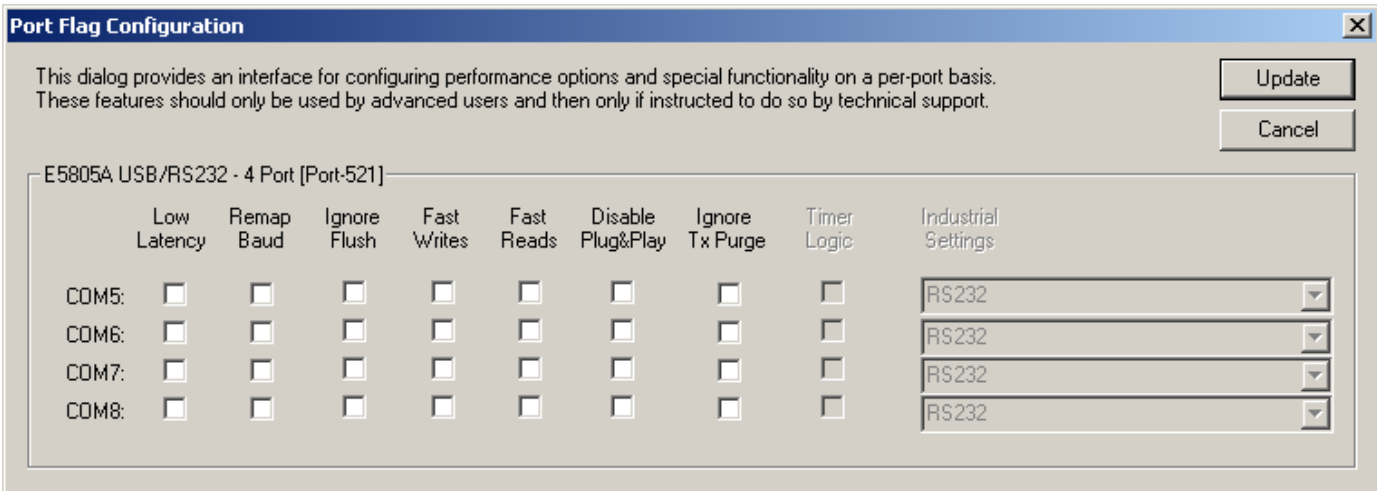 Port Flag Configuration
This dialog provides an interface for configuring performance options and special functionality on a per-port basis.
These features should only be used by advanced users and then only if instructed to do so by technical support.
Update
Cancel
E5805A USB/RS232 - 4 Port [Port-521]
Low Remap Ignore Fast Fast Disable Ignore Timer Industrial
Latency Baud Flush Writes Reads Plug&Play Tx Purge Logic Settings
COM5: RS232
COM6: RS232
COM7: RS232
COM8: RS232